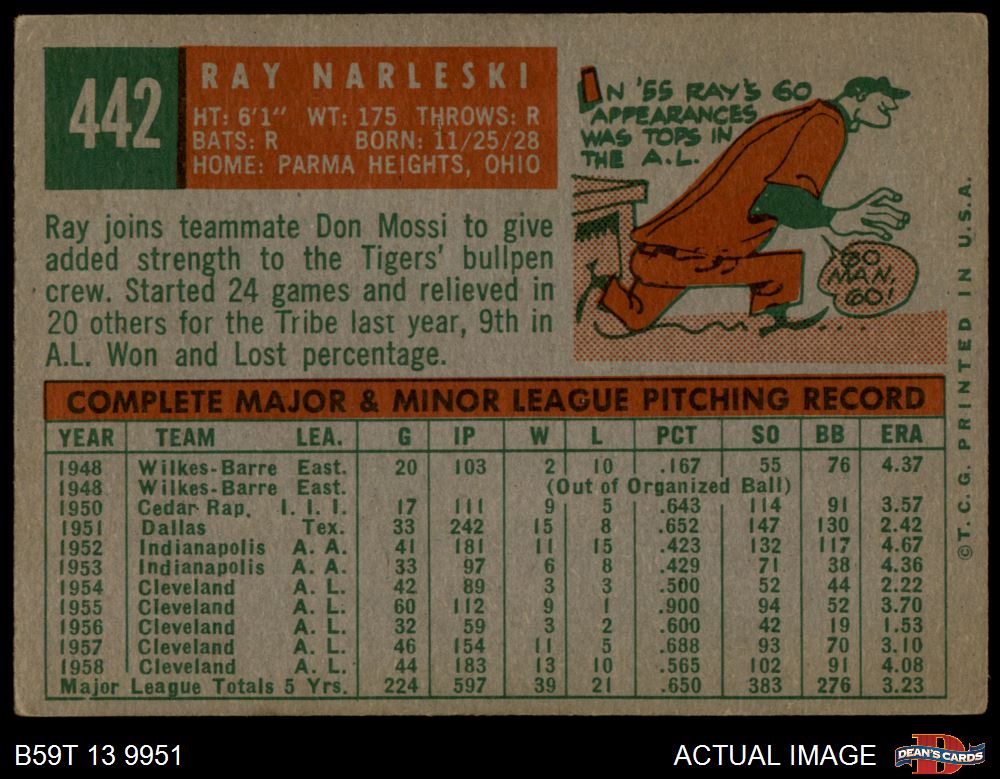 442
RAY NARLESKI
HT: 6'1" WT: 175 THROWS: R
BATS: R BORN: 11/25/28
HOME: PARMA HEIGHTS, OHIO
IN '55 RAY'S 60
APPEARANCES
WAS TOPS IN
THE A.L.
GO
MAN,
GO!
Ray joins teammate Don Mossi to give
added strength to the Tigers' bullpen
crew. Started 24 games and relieved in
20 others for the Tribe last year, 9th in
A.L. Won and Lost percentage.
COMPLETE MAJOR & MINOR LEAGUE PITCHING RECORD
YEAR TEAM LEA. G IP W L PCT SO BB ERA
1948 Wilkes-Barre East. 20 103 2 10 .167 55 76 4.37
1948 Wilkes-Barre East. (Out of Organized Ball)
1950 Cedar Rap. I. I. I. 17 111 9 5 .643 114 91 3.57
1951 Dallas Tex. 33 242 15 8 .652 147 130 2.42
1952 Indianapolis A. A. 41 181 11 15 .423 132 117 4.67
1953 Indianapolis A. A. 33 97 6 8 .429 71 38 4.36
1954 Cleveland A. L. 42 89 3 3 .500 52 44 2.22
1955 Cleveland A. L. 60 112 9 1 .900 94 52 3.70
1956 Cleveland A. L. 32 59 3 2 .600 42 19 1.53
1957 Cleveland A. L. 46 154 11 5 .688 93 70 3.10
1958 Cleveland A. L. 44 183 13 10 .565 102 91 4.08
Major League Totals 5 Yrs. 224 597 39 21 .650 383 276 3.23
©T.C.G. PRINTED IN U.S.A.
B59T 13 9951
ACTUAL IMAGE
DEAN'S CARDS